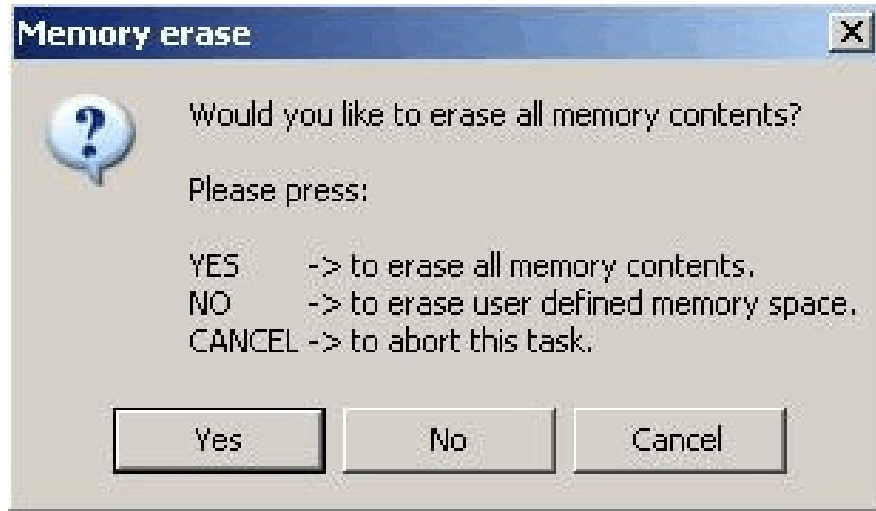 Memory erase
Would you like to erase all memory contents?
Please press:
YES -> to erase all memory contents.
NO -> to erase user defined memory space.
CANCEL -> to abort this task.
Yes No Cancel